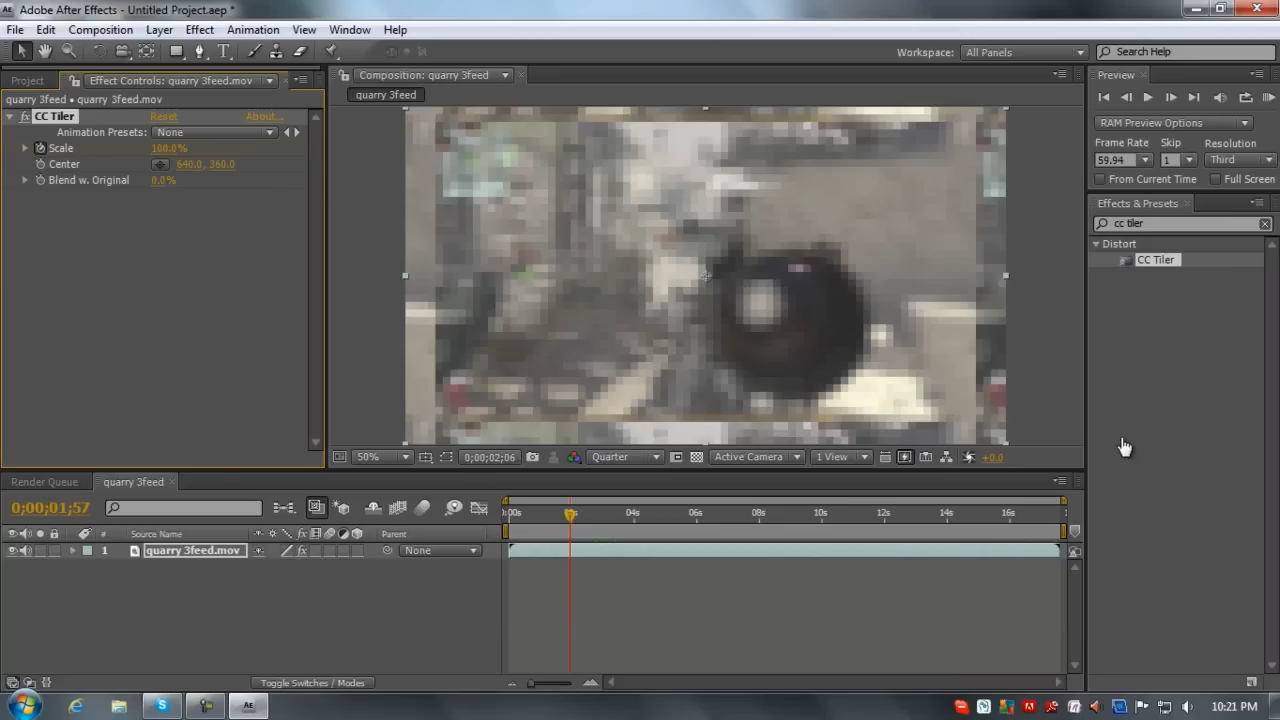 Adobe After Effects - Untitled Project.aep *
File Edit Composition Layer Effect Animation View Window Help
Workspace: All Panels Search Help
Project Effect Controls: quarry 3feed.mov
Composition: quarry 3feed
Preview
quarry 3feed
quarry 3feed • quarry 3feed.mov
CC Tiler Reset About...
Animation Presets: None
Scale 100.0%
Center 640.0, 360.0
Blend w. Original 0.0%
RAM Preview Options
Frame Rate Skip Resolution
59.94 1 Third
From Current Time Full Screen
Effects & Presets
cc tiler
Distort
CC Tiler
50% 0;00;02;06 Quarter Active Camera 1 View +0.0
Render Queue quarry 3feed
0;00;01;57
:00s 04s 06s 08s 10s 12s 14s 16s
# Source Name Parent
1 quarry 3feed.mov None
Toggle Switches / Modes
10:21 PM